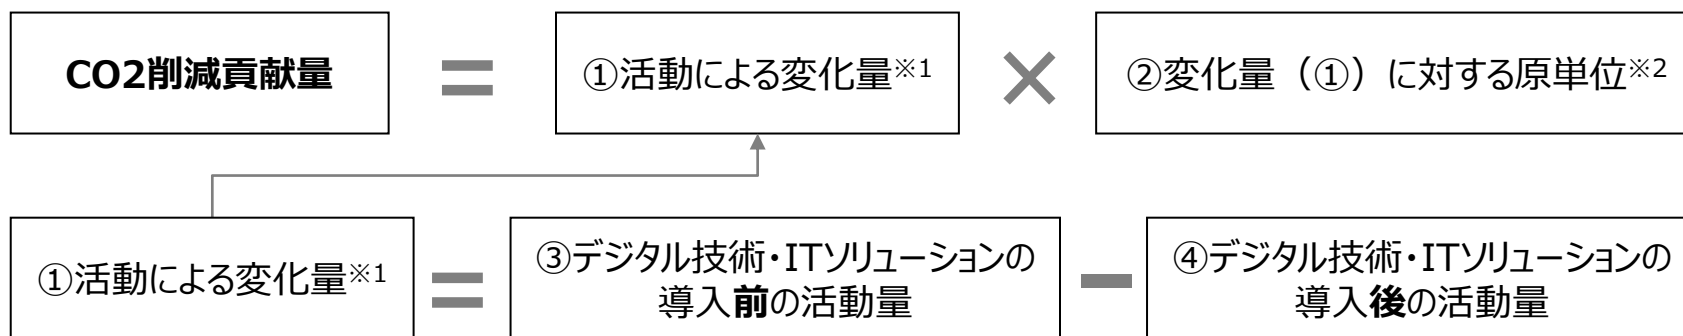 CO2削減貢献量
=
①活動による変化量※1
×
②変化量（①）に対する原単位※2
①活動による変化量※1
=
③デジタル技術・ITソリューションの
導入前の活動量
-
④デジタル技術・ITソリューションの
導入後の活動量